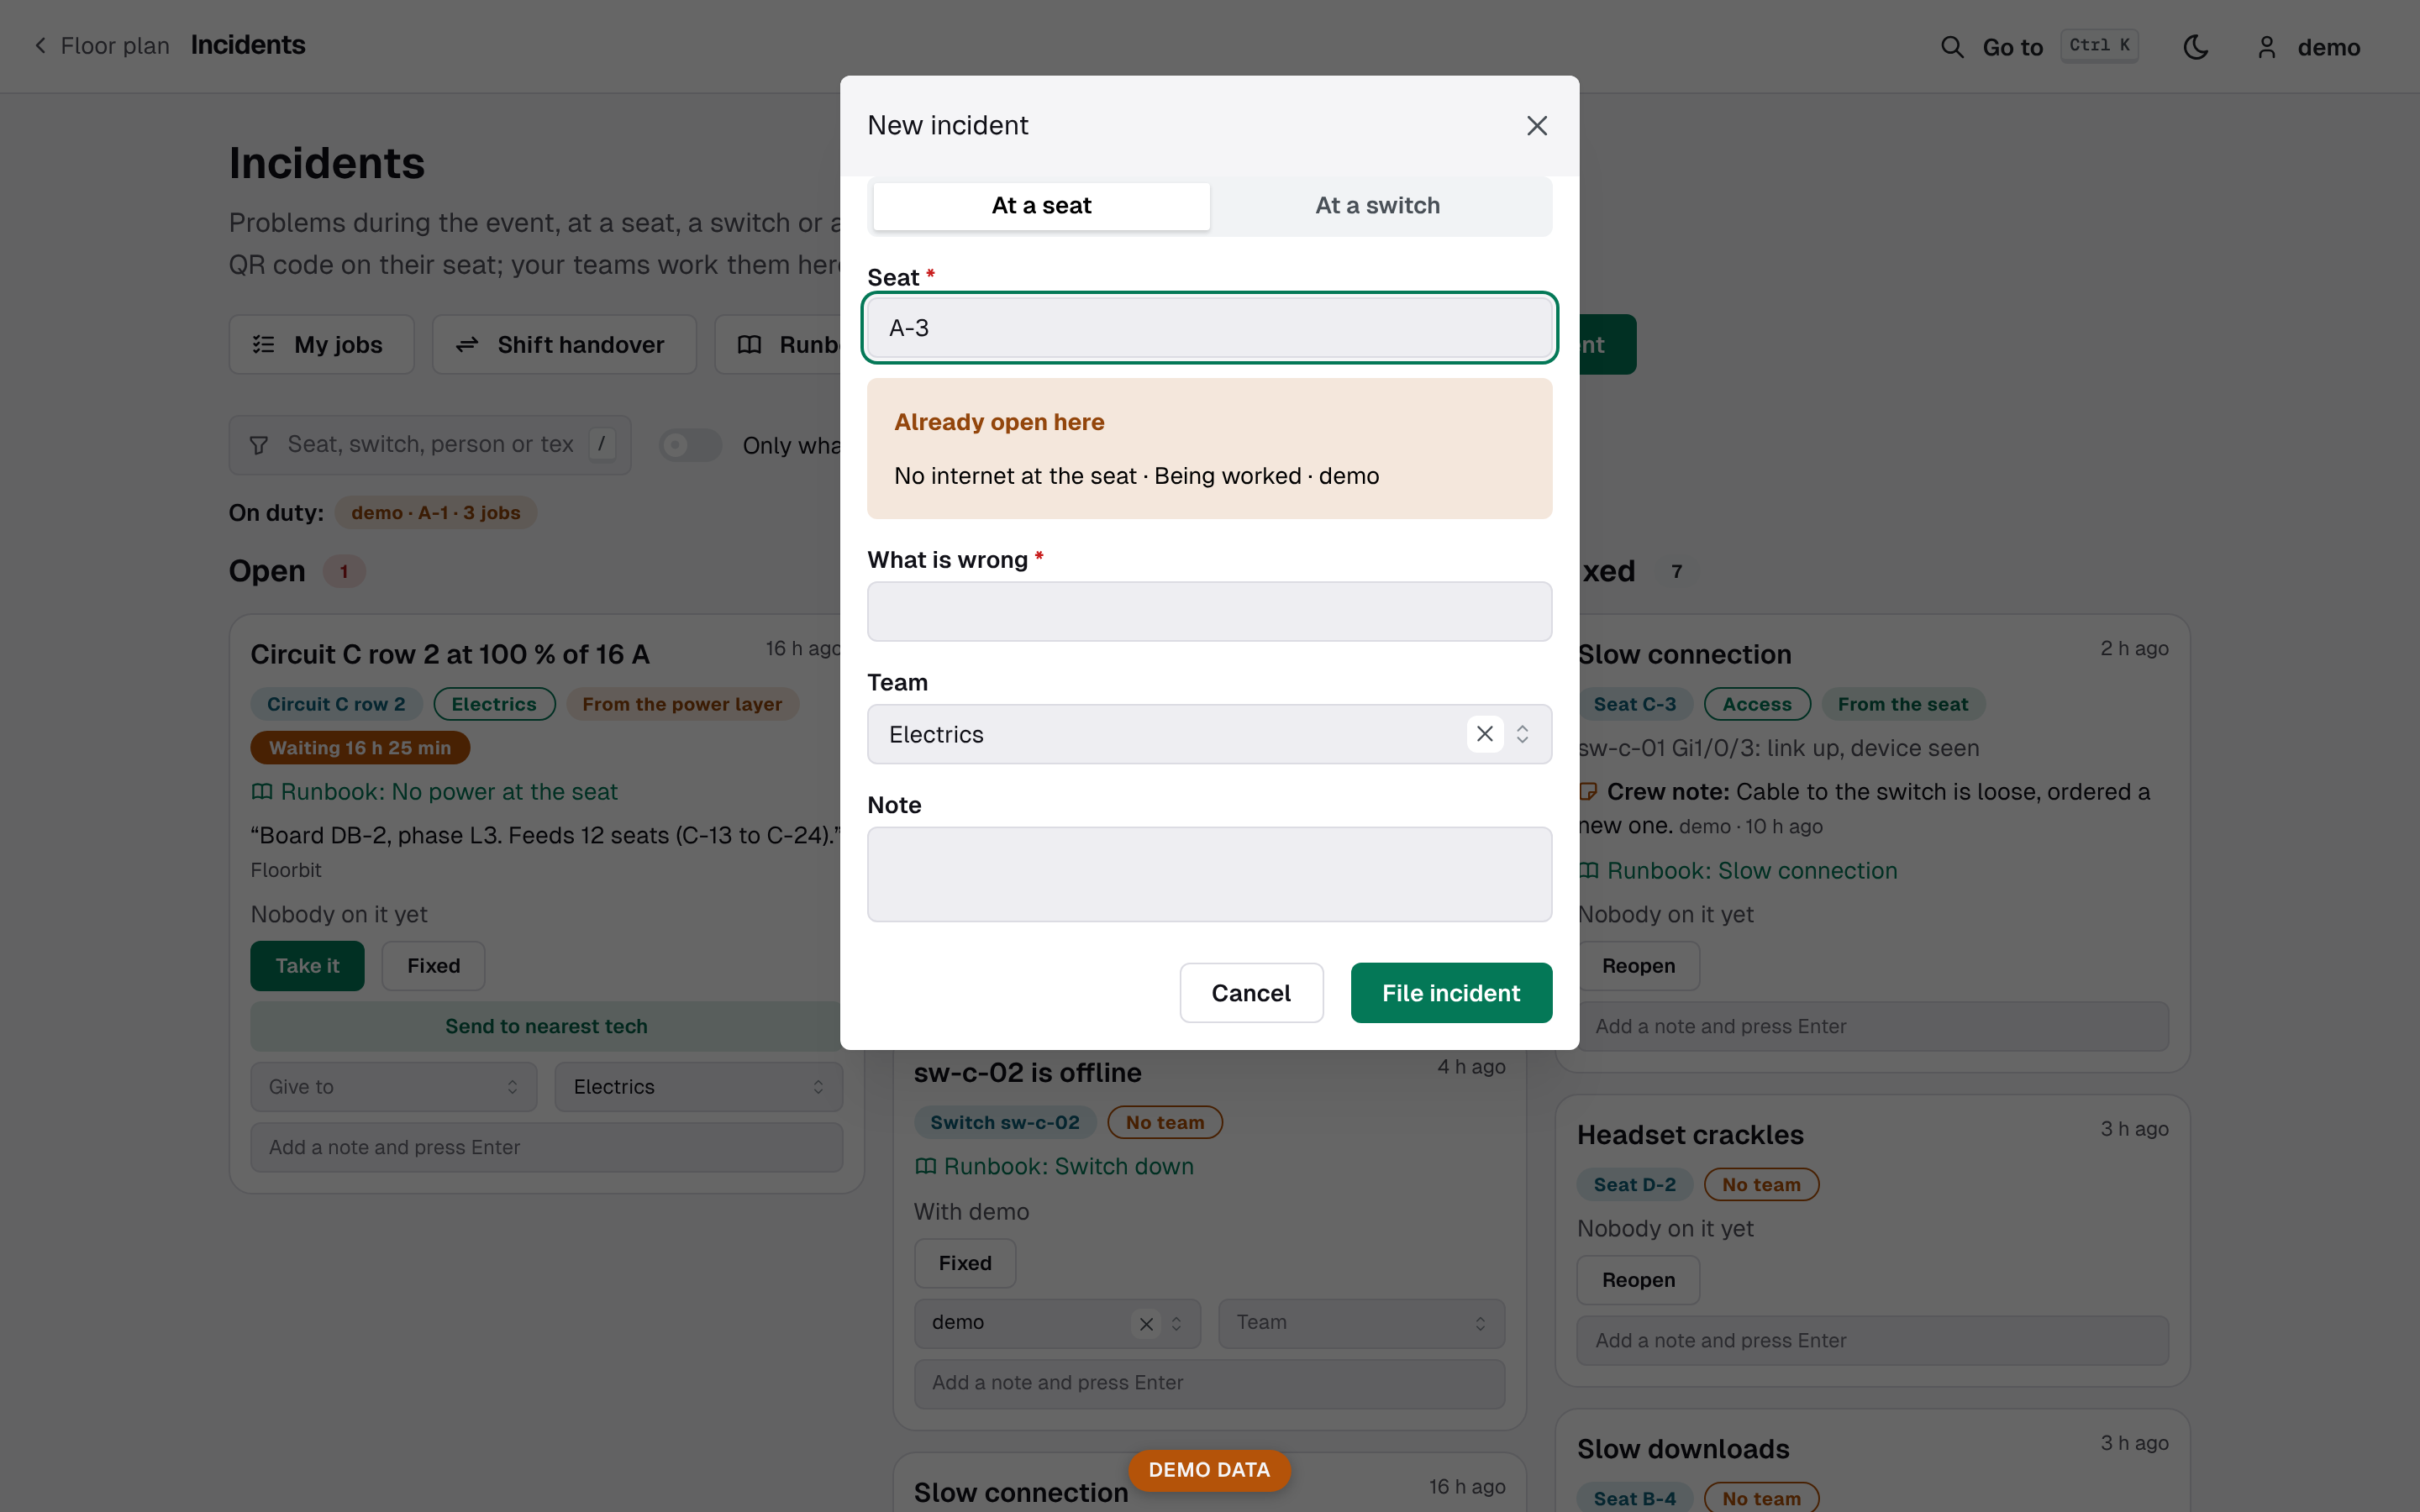 Floor plan Incidents
Go to Ctrl K demo
Incidents
Problems during the event, at a seat, a switch or a
QR code on their seat; your teams work them here
My jobs Shift handover
Seat, switch, person or tex /
Only
On duty: demo · A-1 · 3 jobs
Open 1
Circuit C row 2 at 100 % of 16 A 16 h ago
Circuit C row 2 Electrics From the power layer
Waiting 16 h 25 min
Runbook: No power at the seat
“Board DB-2, phase L3. Feeds 12 seats (C-13 to C-24).”
Floorbit
Nobody on it yet
Take it Fixed
Send to nearest tech
Give to Electrics
Add a note and press Enter
New incident
At a seat At a switch
Seat *
A-3
Already open here
No internet at the seat · Being worked · demo
What is wrong *
Team
Electrics
Note
Cancel File incident
sw-c-02 is offline 4 h ago
Switch sw-c-02 No team
Runbook: Switch down
With demo
Fixed
demo Team
Add a note and press Enter
Slow connection 16 h ago
DEMO DATA
7
Slow connection 2 h ago
Seat C-3 Access From the seat
sw-c-01 Gi1/0/3: link up, device seen
Crew note: Cable to the switch is loose, ordered a
new one. demo · 10 h ago
Runbook: Slow connection
Nobody on it yet
Reopen
Add a note and press Enter
Headset crackles 3 h ago
Seat D-2 No team
Nobody on it yet
Reopen
Add a note and press Enter
Slow downloads 3 h ago
Seat B-4 No team